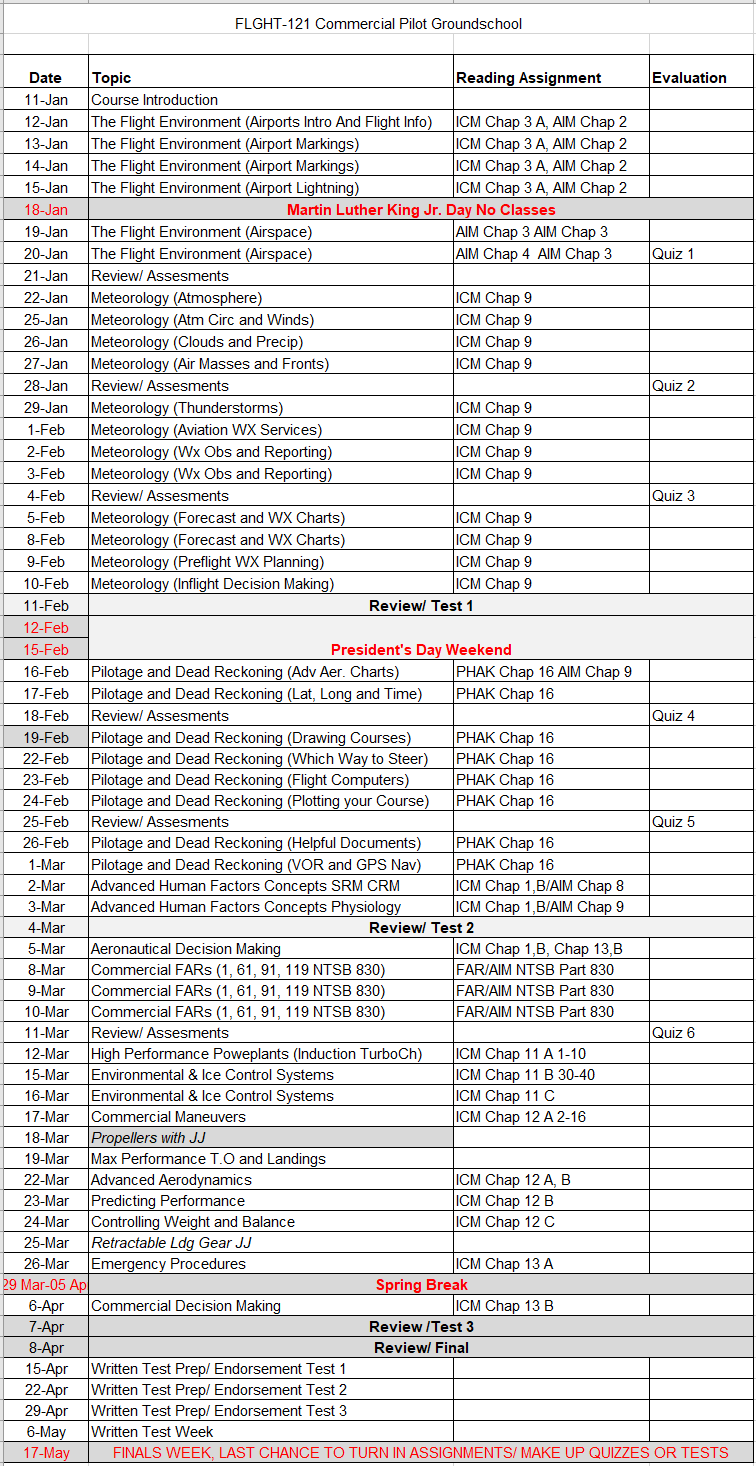 FLGHT-121 Commercial Pilot Groundschool
Date Topic Reading Assignment Evaluation
11-Jan Course Introduction
12-Jan The Flight Environment (Airports Intro And Flight Info) ICM Chap 3 A, AIM Chap 2
13-Jan The Flight Environment (Airport Markings) ICM Chap 3 A, AIM Chap 2
14-Jan The Flight Environment (Airport Markings) ICM Chap 3 A, AIM Chap 2
15-Jan The Flight Environment (Airport Lightning) ICM Chap 3 A, AIM Chap 2
18-Jan Martin Luther King Jr. Day No Classes
19-Jan The Flight Environment (Airspace) AIM Chap 3 AIM Chap 3
20-Jan The Flight Environment (Airspace) AIM Chap 4 AIM Chap 3 Quiz 1
21-Jan Review/ Assesments
22-Jan Meteorology (Atmosphere) ICM Chap 9
25-Jan Meteorology (Atm Circ and Winds) ICM Chap 9
26-Jan Meteorology (Clouds and Precip) ICM Chap 9
27-Jan Meteorology (Air Masses and Fronts) ICM Chap 9
28-Jan Review/ Assesments Quiz 2
29-Jan Meteorology (Thunderstorms) ICM Chap 9
1-Feb Meteorology (Aviation WX Services) ICM Chap 9
2-Feb Meteorology (Wx Obs and Reporting) ICM Chap 9
3-Feb Meteorology (Wx Obs and Reporting) ICM Chap 9
4-Feb Review/ Assesments Quiz 3
5-Feb Meteorology (Forecast and WX Charts) ICM Chap 9
8-Feb Meteorology (Forecast and WX Charts) ICM Chap 9
9-Feb Meteorology (Preflight WX Planning) ICM Chap 9
10-Feb Meteorology (Inflight Decision Making) ICM Chap 9
11-Feb Review/ Test 1
12-Feb
15-Feb President's Day Weekend
16-Feb Pilotage and Dead Reckoning (Adv Aer. Charts) PHAK Chap 16 AIM Chap 9
17-Feb Pilotage and Dead Reckoning (Lat, Long and Time) PHAK Chap 16
18-Feb Review/ Assesments Quiz 4
19-Feb Pilotage and Dead Reckoning (Drawing Courses) PHAK Chap 16
22-Feb Pilotage and Dead Reckoning (Which Way to Steer) PHAK Chap 16
23-Feb Pilotage and Dead Reckoning (Flight Computers) PHAK Chap 16
24-Feb Pilotage and Dead Reckoning (Plotting your Course) PHAK Chap 16
25-Feb Review/ Assesments Quiz 5
26-Feb Pilotage and Dead Reckoning (Helpful Documents) PHAK Chap 16
1-Mar Pilotage and Dead Reckoning (VOR and GPS Nav) PHAK Chap 16
2-Mar Advanced Human Factors Concepts SRM CRM ICM Chap 1,B/AIM Chap 8
3-Mar Advanced Human Factors Concepts Physiology ICM Chap 1,B/AIM Chap 9
4-Mar Review/ Test 2
5-Mar Aeronautical Decision Making ICM Chap 1,B, Chap 13,B
8-Mar Commercial FARs (1, 61, 91, 119 NTSB 830) FAR/AIM NTSB Part 830
9-Mar Commercial FARs (1, 61, 91, 119 NTSB 830) FAR/AIM NTSB Part 830
10-Mar Commercial FARs (1, 61, 91, 119 NTSB 830) FAR/AIM NTSB Part 830
11-Mar Review/ Assesments Quiz 6
12-Mar High Performance Poweplants (Induction TurboCh) ICM Chap 11 A 1-10
15-Mar Environmental & Ice Control Systems ICM Chap 11 B 30-40
16-Mar Environmental & Ice Control Systems ICM Chap 11 C
17-Mar Commercial Maneuvers ICM Chap 12 A 2-16
18-Mar Propellers with JJ
19-Mar Max Performance T.O and Landings
22-Mar Advanced Aerodynamics ICM Chap 12 A, B
23-Mar Predicting Performance ICM Chap 12 B
24-Mar Controlling Weight and Balance ICM Chap 12 C
25-Mar Retractable Ldg Gear JJ
26-Mar Emergency Procedures ICM Chap 13 A
29 Mar-05 Ap Spring Break
6-Apr Commercial Decision Making ICM Chap 13 B
7-Apr Review /Test 3
8-Apr Review/ Final
15-Apr Written Test Prep/ Endorsement Test 1
22-Apr Written Test Prep/ Endorsement Test 2
29-Apr Written Test Prep/ Endorsement Test 3
6-May Written Test Week
17-May FINALS WEEK, LAST CHANCE TO TURN IN ASSIGNMENTS/ MAKE UP QUIZZES OR TESTS